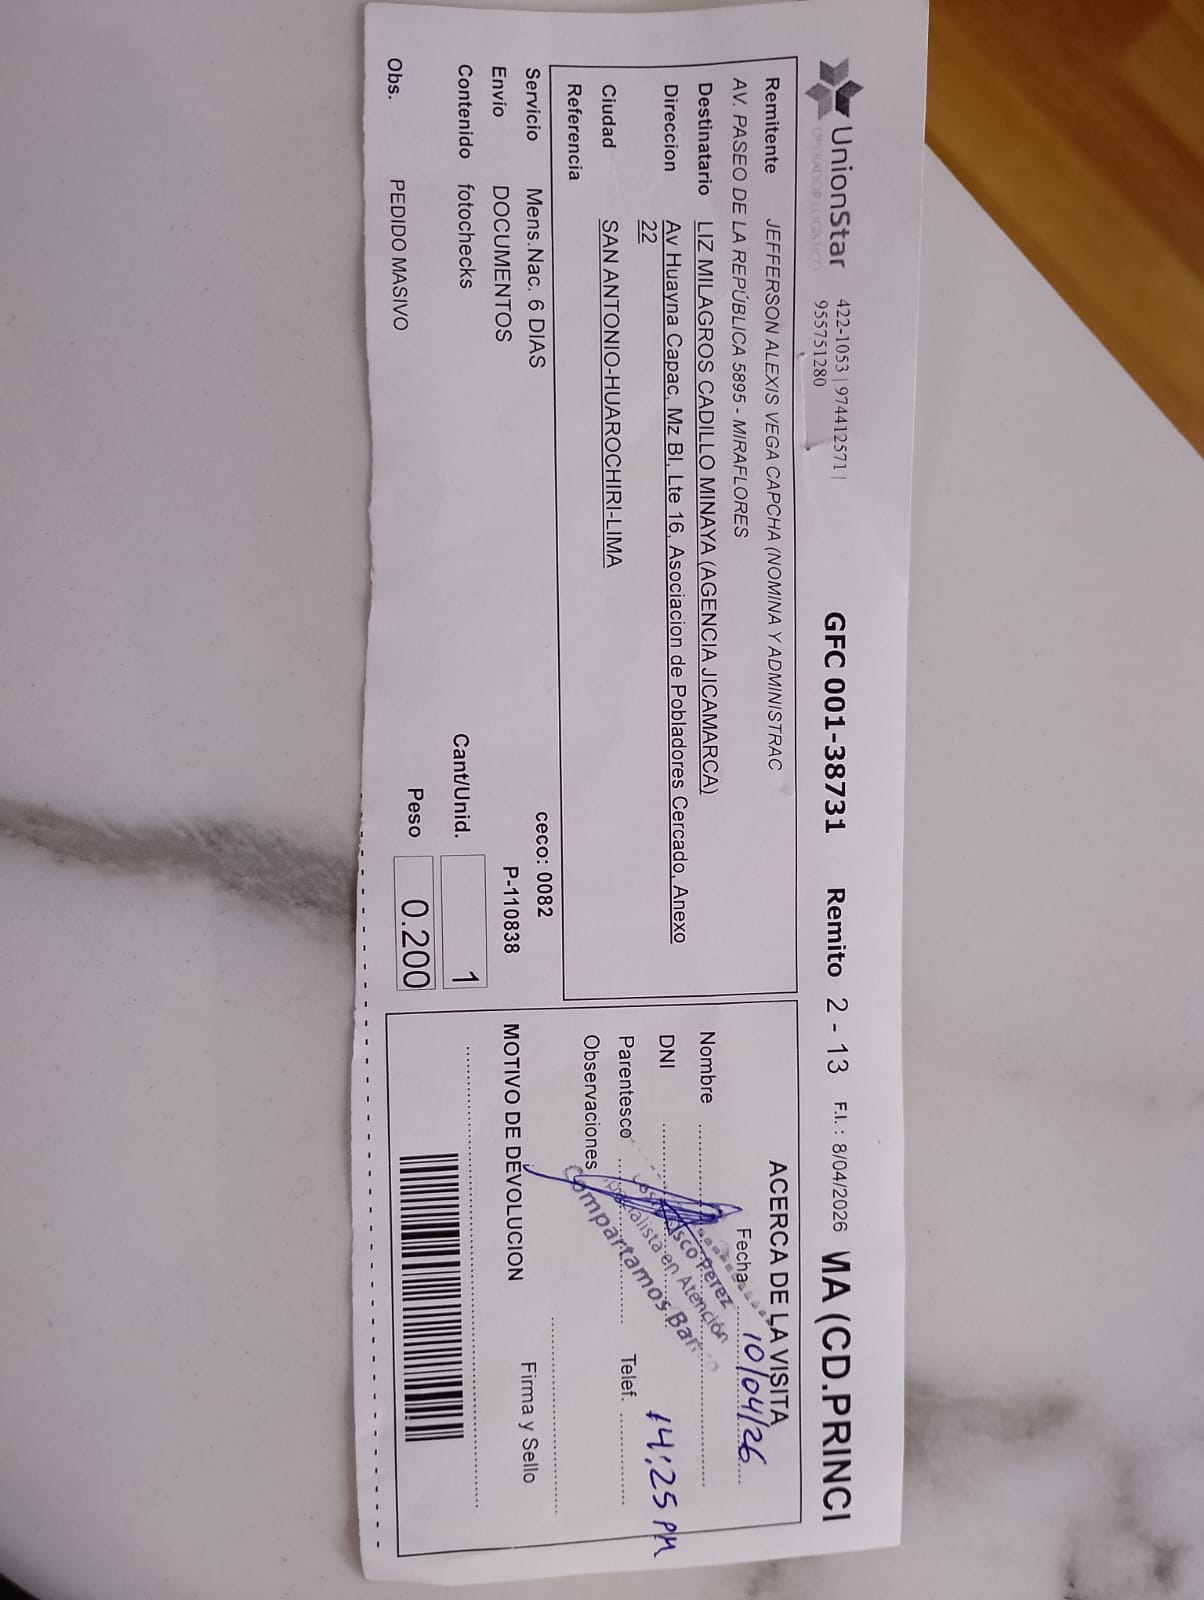 UnionStar
OPERADOR LOGISTICO
422-1053 | 974412571 |
955751280
GFC 001-38731 Remito 2 - 13 F.I. : 8/04/2026 MA (CD.PRINCI
Remitente JEFFERSON ALEXIS VEGA CAPCHA (NOMINA Y ADMINISTRAC
AV. PASEO DE LA REPÚBLICA 5895 - MIRAFLORES
Destinatario LIZ MILAGROS CADILLO MINAYA (AGENCIA JICAMARCA)
Direccion Av Huayna Capac, Mz BI, Lte 16, Asociacion de Pobladores Cercado, Anexo
22
Ciudad SAN ANTONIO-HUAROCHIRI-LIMA
Referencia
Servicio Mens.Nac. 6 DIAS ceco: 0082
Envío DOCUMENTOS P-110838
Contenido fotochecks Cant/Unid. 1
Obs. PEDIDO MASIVO Peso 0.200
ACERCA DE LA VISITA
Fecha 10/04/26
Nombre
DNI 14:25 PM
Parentesco Telef.
Observaciones
Perez
en Atención
Compartamos
MOTIVO DE DEVOLUCION Firma y Sello